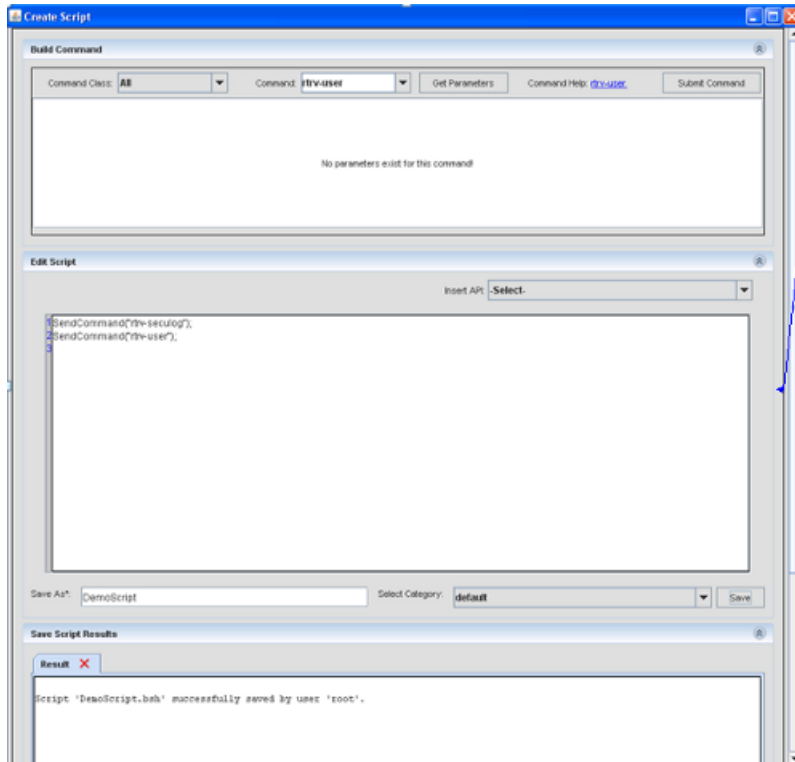 Create Script
Build Command
Command Class: All Command: rtrv-user Get Parameters Command Help: rtrv-user. Submit Command
No parameters exist for this command!
Edit Script
Insert API: -Select-
1 SendCommand("rtrv-seculog");
2 SendCommand("rtrv-user");
3
Save As*: DemoScript Select Category: default Save
Save Script Results
Result
Script 'DemoScript.bsh' successfully saved by user 'root'.